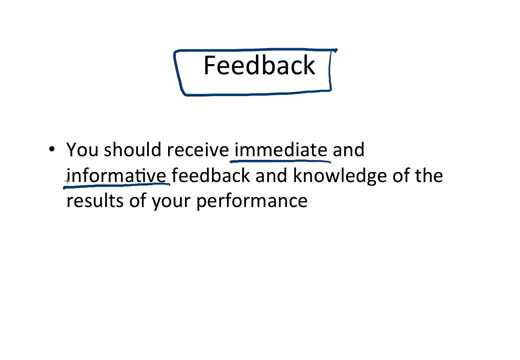 Feedback
• You should receive immediate and
informative feedback and knowledge of the
results of your performance